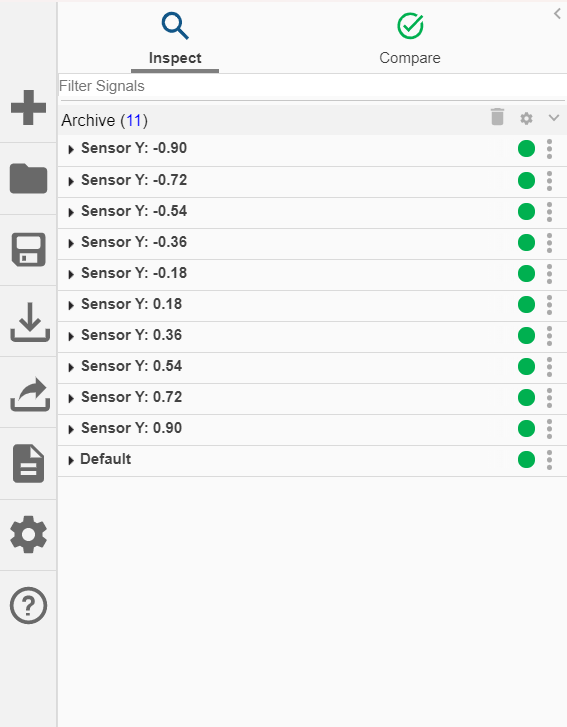 Inspect
Compare
Filter Signals
Archive (11)
Sensor Y: -0.90
Sensor Y: -0.72
Sensor Y: -0.54
Sensor Y: -0.36
Sensor Y: -0.18
Sensor Y: 0.18
Sensor Y: 0.36
Sensor Y: 0.54
Sensor Y: 0.72
Sensor Y: 0.90
Default